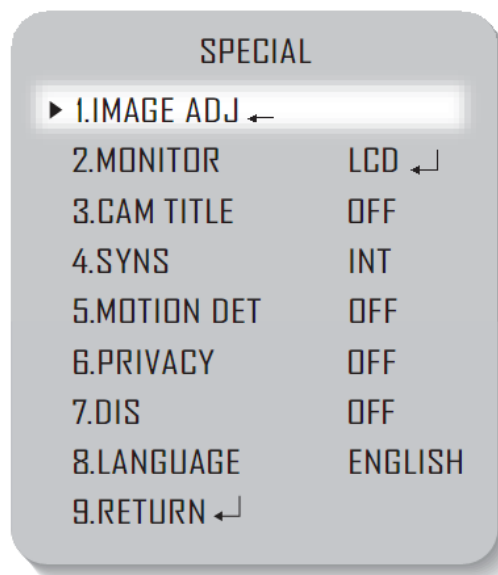 SPECIAL
▶ 1.IMAGE ADJ ←
2.MONITOR LCD ↵
3.CAM TITLE OFF
4.SYNS INT
5.MOTION DET OFF
6.PRIVACY OFF
7.DIS OFF
8.LANGUAGE ENGLISH
9.RETURN ↵